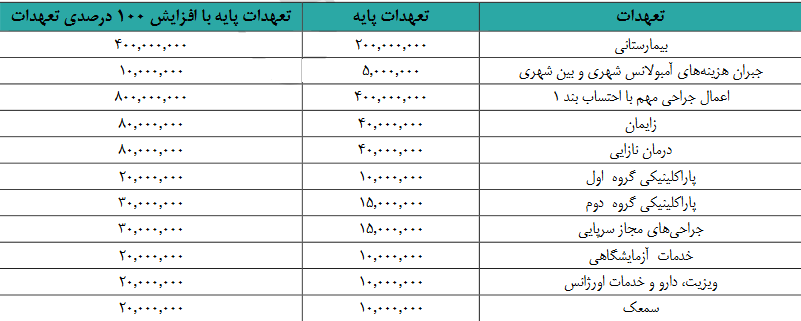 تعهدات	تعهدات پایه	تعهدات پایه با افزایش ۱۰۰ درصدی تعهدات
بیمارستانی	۲۰۰,۰۰۰,۰۰۰	۴۰۰,۰۰۰,۰۰۰
جبران هزینه‌های آمبولانس شهری و بین شهری	۵,۰۰۰,۰۰۰	۱۰,۰۰۰,۰۰۰
اعمال جراحی مهم با احتساب بند ۱	۴۰۰,۰۰۰,۰۰۰	۸۰۰,۰۰۰,۰۰۰
زایمان	۴۰,۰۰۰,۰۰۰	۸۰,۰۰۰,۰۰۰
درمان نازایی	۴۰,۰۰۰,۰۰۰	۸۰,۰۰۰,۰۰۰
پاراکلینیکی گروه اول	۱۰,۰۰۰,۰۰۰	۲۰,۰۰۰,۰۰۰
پاراکلینیکی گروه دوم	۱۵,۰۰۰,۰۰۰	۳۰,۰۰۰,۰۰۰
جراحی‌های مجاز سرپایی	۱۵,۰۰۰,۰۰۰	۳۰,۰۰۰,۰۰۰
خدمات آزمایشگاهی	۱۰,۰۰۰,۰۰۰	۲۰,۰۰۰,۰۰۰
ویزیت، دارو و خدمات اورژانس	۱۰,۰۰۰,۰۰۰	۲۰,۰۰۰,۰۰۰
سمعک	۱۰,۰۰۰,۰۰۰	۲۰,۰۰۰,۰۰۰